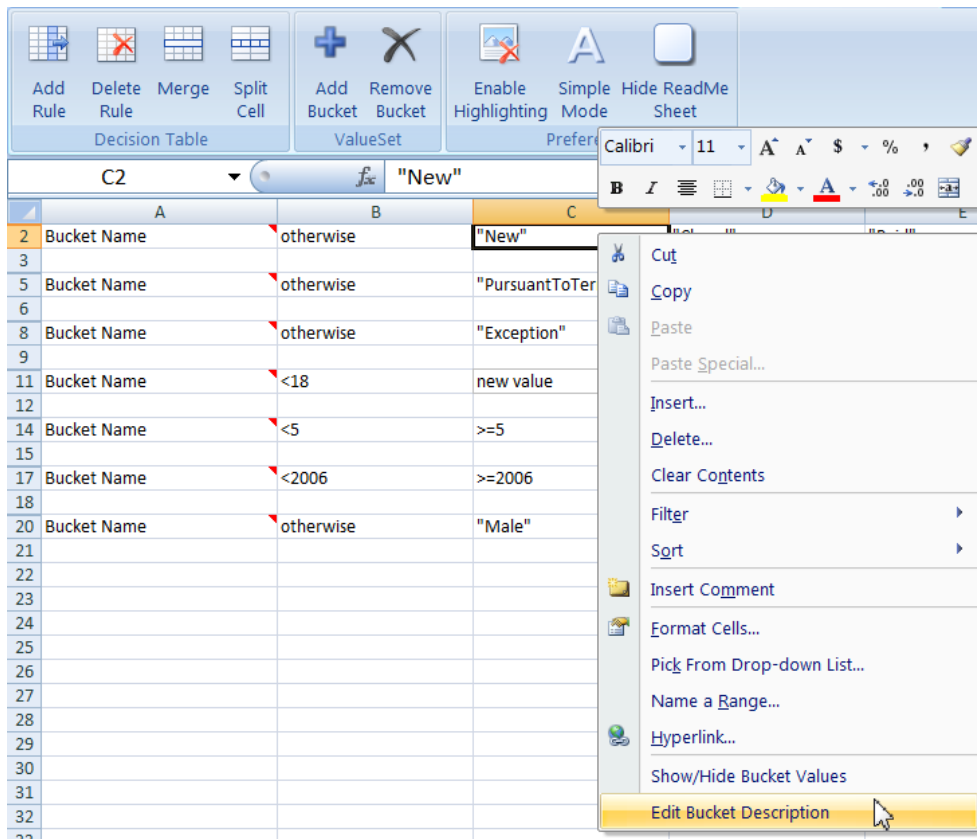 Add Rule
Delete Rule
Merge
Split Cell
Add Bucket
Remove Bucket
Enable Highlighting
Simple Mode
Hide ReadMe Sheet
Decision Table
ValueSet
Prefere
Calibri 11 A A $ % ,
B I A .00 .00 a
C2 fx "New"
A B C D E
2 Bucket Name otherwise "New"
3
5 Bucket Name otherwise "PursuantToTer
6
8 Bucket Name otherwise "Exception"
9
11 Bucket Name <18 new value
12
14 Bucket Name <5 >=5
15
17 Bucket Name <2006 >=2006
18
20 Bucket Name otherwise "Male"
21
22
23
24
25
26
27
28
29
30
31
32
Cut
Copy
Paste
Paste Special...
Insert...
Delete...
Clear Contents
Filter
Sort
Insert Comment
Format Cells...
Pick From Drop-down List...
Name a Range...
Hyperlink...
Show/Hide Bucket Values
Edit Bucket Description